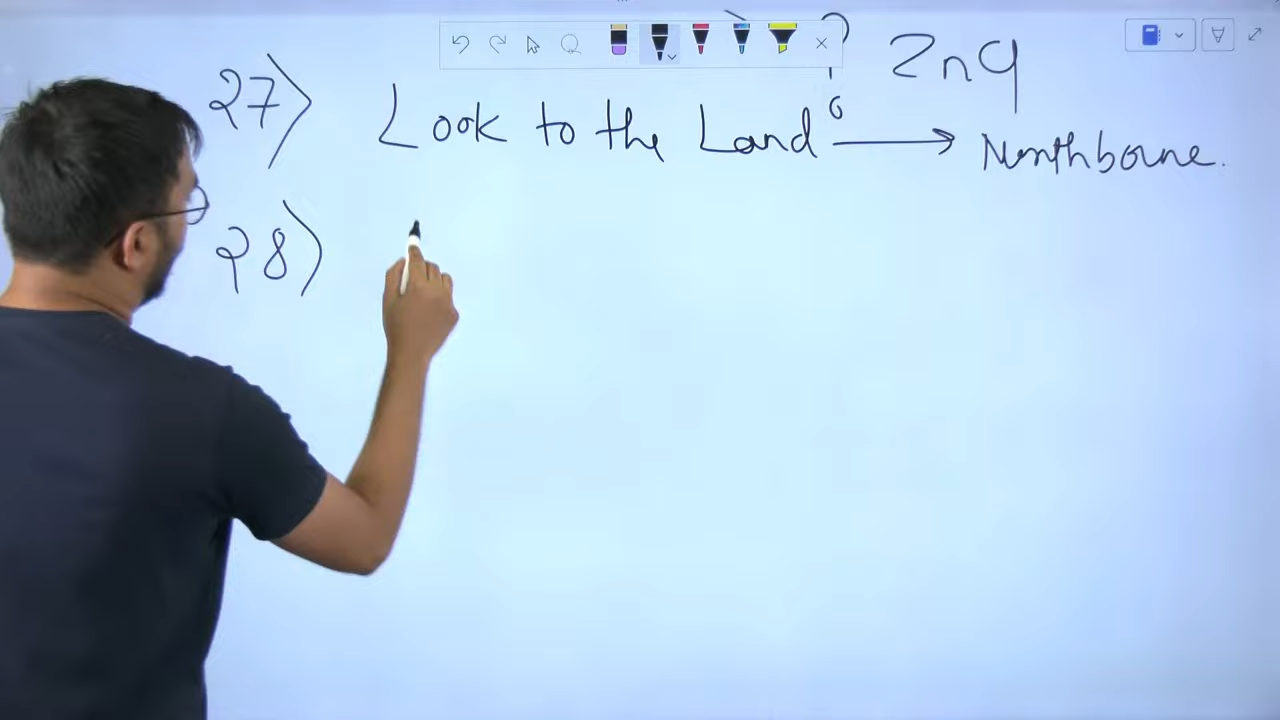 2nq
27) Look to the Land → Northbourne.
28)